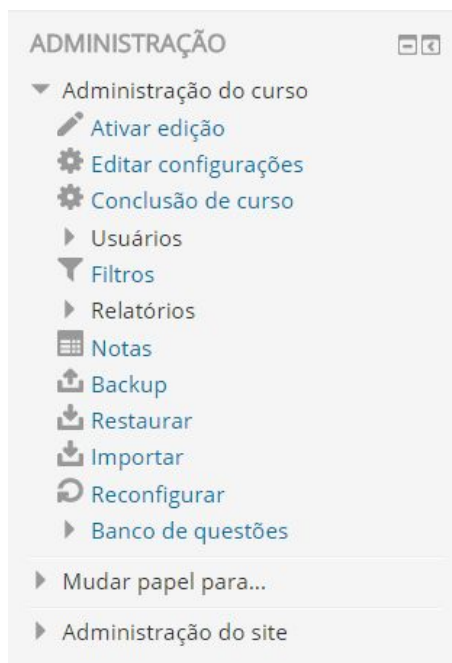 ADMINISTRAÇÃO
Administração do curso
Ativar edição
Editar configurações
Conclusão de curso
Usuários
Filtros
Relatórios
Notas
Backup
Restaurar
Importar
Reconfigurar
Banco de questões
Mudar papel para...
Administração do site